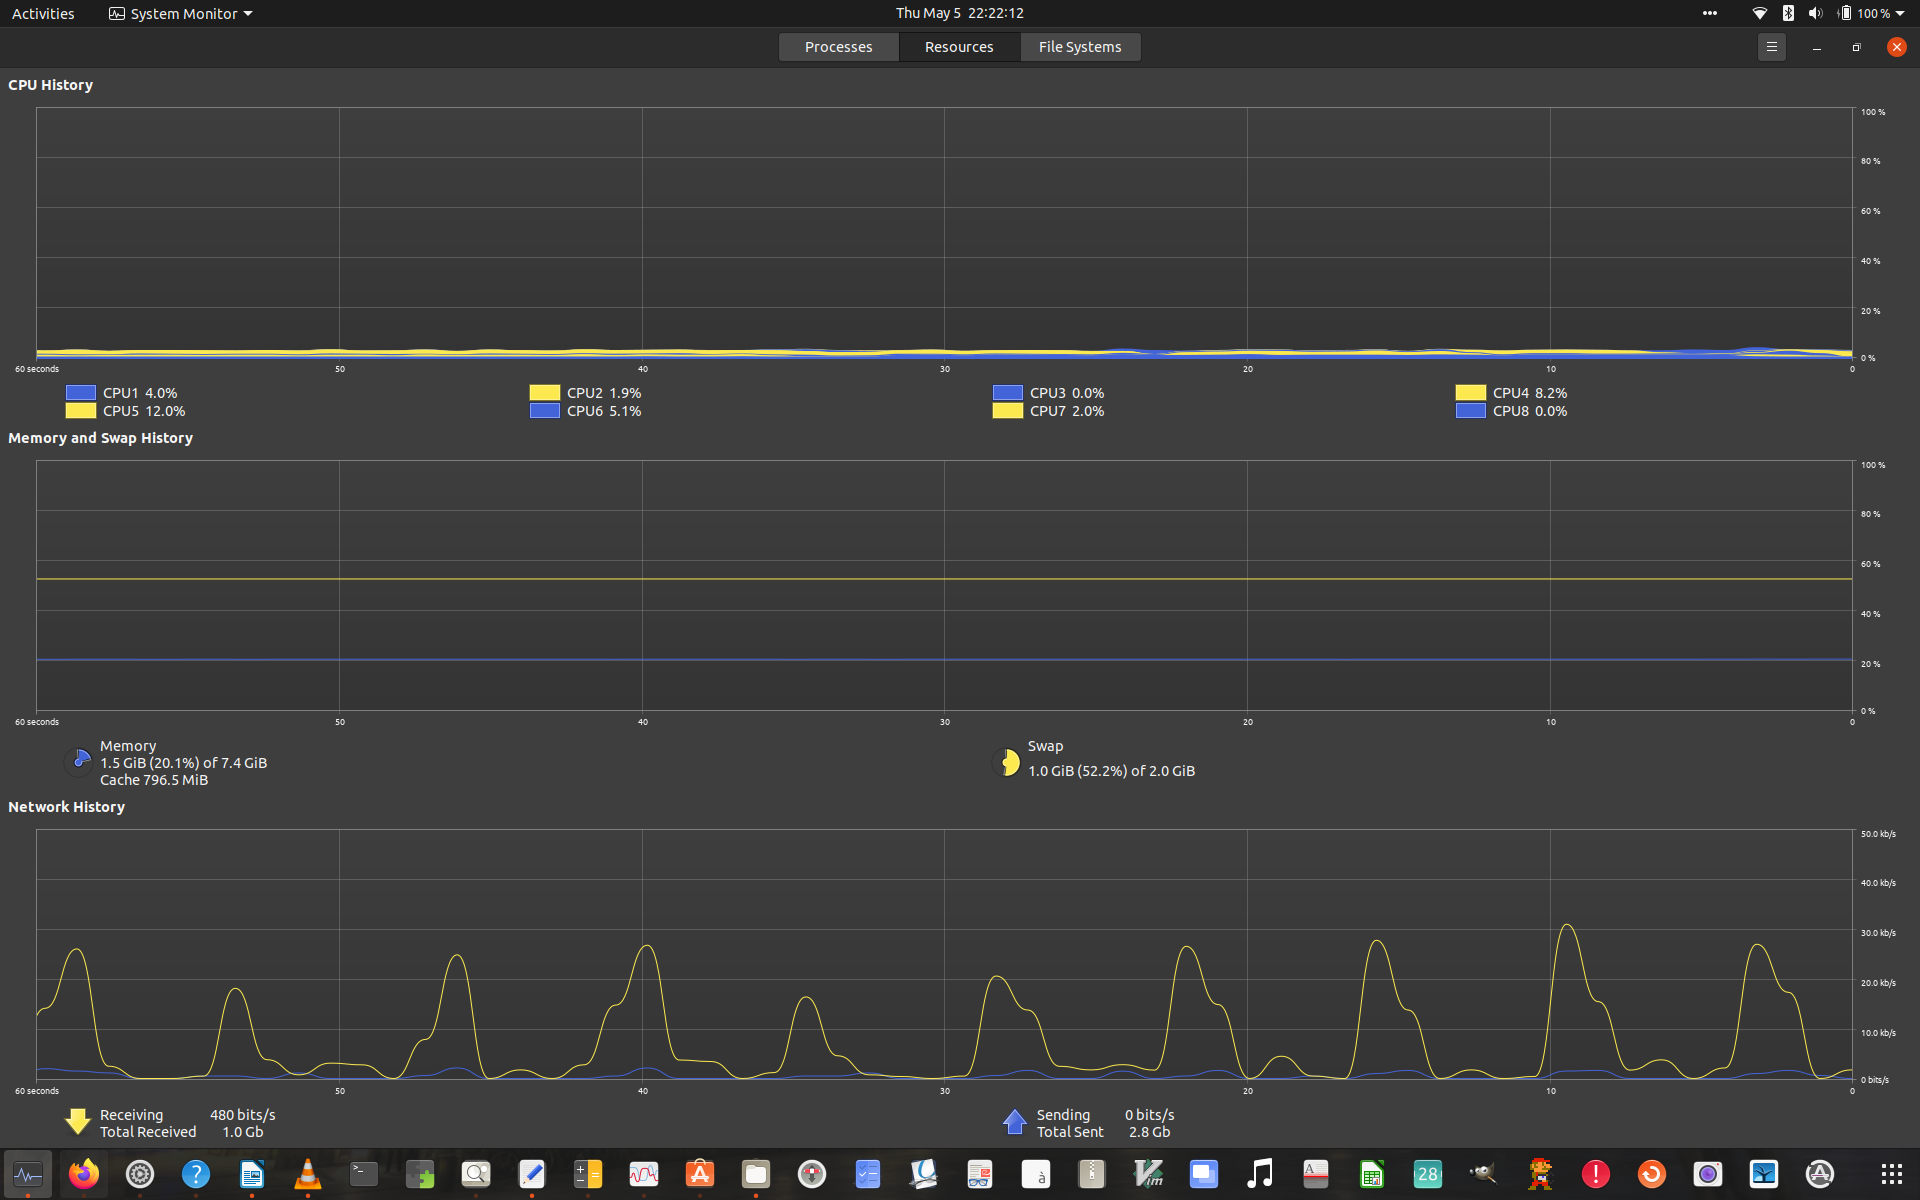 Activities System Monitor Thu May 5 22:22:12 100 %
Processes Resources File Systems
CPU History
100 %
80 %
60 %
40 %
20 %
0 %
60 seconds 50 40 30 20 10 0
CPU1 4.0% CPU2 1.9% CPU3 0.0% CPU4 8.2%
CPU5 12.0% CPU6 5.1% CPU7 2.0% CPU8 0.0%
Memory and Swap History
100 %
80 %
60 %
40 %
20 %
0 %
60 seconds 50 40 30 20 10 0
Memory Swap
1.5 GiB (20.1%) of 7.4 GiB 1.0 GiB (52.2%) of 2.0 GiB
Cache 796.5 MiB
Network History
50.0 kb/s
40.0 kb/s
30.0 kb/s
20.0 kb/s
10.0 kb/s
0 bits/s
60 seconds 50 40 30 20 10 0
Receiving 480 bits/s Sending 0 bits/s
Total Received 1.0 Gb Total Sent 2.8 Gb
? >_ à Vim A 28 !